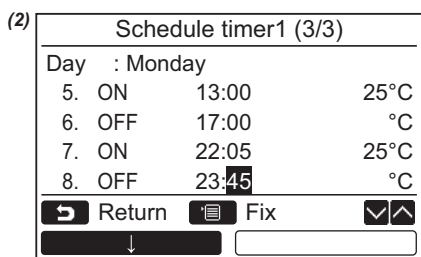 (2)
Schedule timer1 (3/3)
Day : Monday
5. ON 13:00 25°C
6. OFF 17:00 °C
7. ON 22:05 25°C
8. OFF 23:45 °C
Return Fix
↓